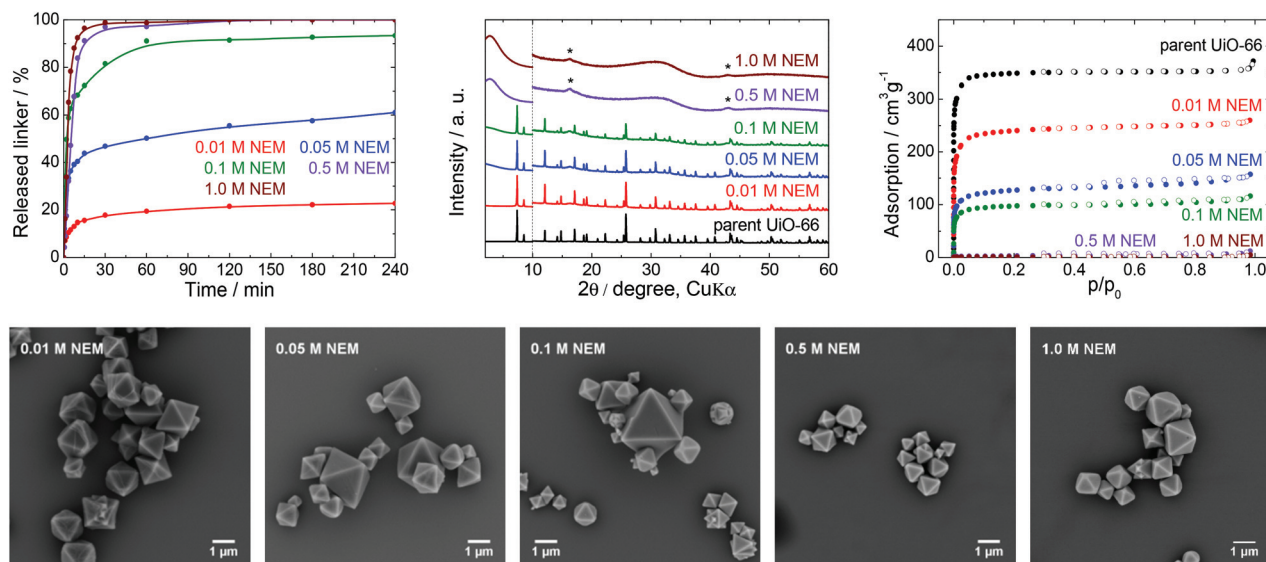 Released linker / %
100
80
60
40
20
0
0.01 M NEM 0.05 M NEM
0.1 M NEM 0.5 M NEM
1.0 M NEM
0 30 60 90 120 150 180 210 240
Time / min
Intensity / a. u.
* *
1.0 M NEM
* *
0.5 M NEM
0.1 M NEM
0.05 M NEM
0.01 M NEM
parent UiO-66
10 20 30 40 50 60
2θ / degree, CuKα
Adsorption / cm³g⁻¹
400
300
200
100
0
parent UiO-66
0.01 M NEM
0.05 M NEM
0.1 M NEM
0.5 M NEM 1.0 M NEM
0.0 0.2 0.4 0.6 0.8 1.0
p/p₀
0.01 M NEM
1 µm
0.05 M NEM
1 µm
0.1 M NEM
1 µm
0.5 M NEM
1 µm
1.0 M NEM
1 µm